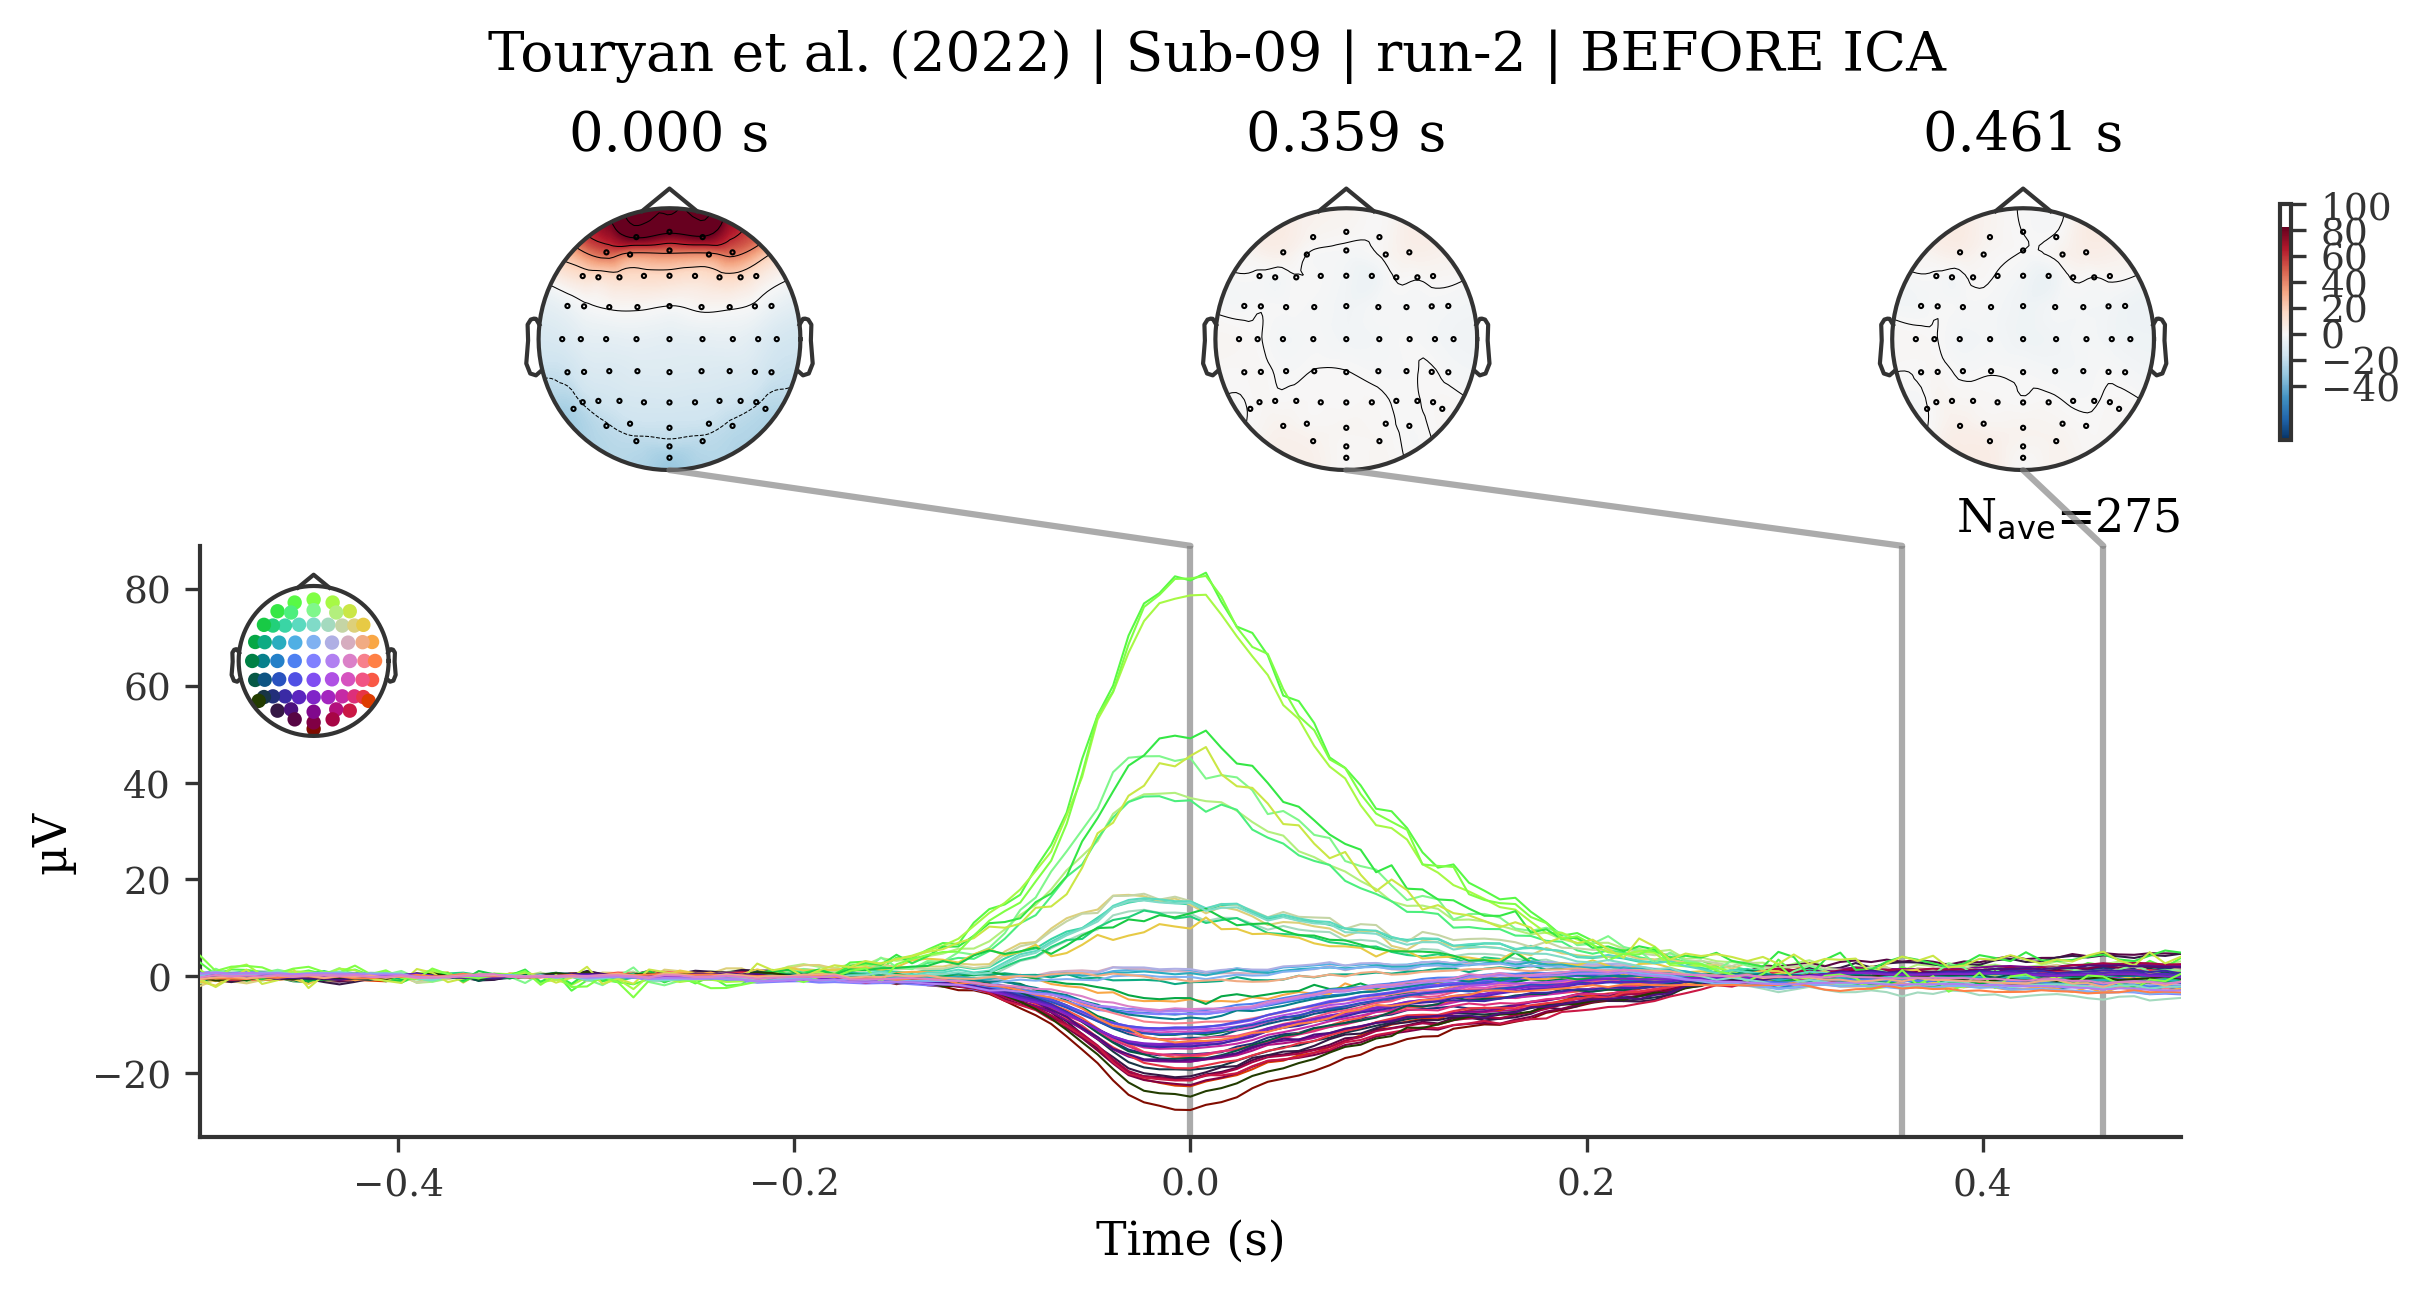 Touryan et al. (2022) | Sub-09 | run-2 | BEFORE ICA
0.000 s
0.359 s
0.461 s
100
80
60
40
20
0
−20
−40
Nave=275
80
60
40
20
0
−20
µV
−0.4
−0.2
0.0
0.2
0.4
Time (s)